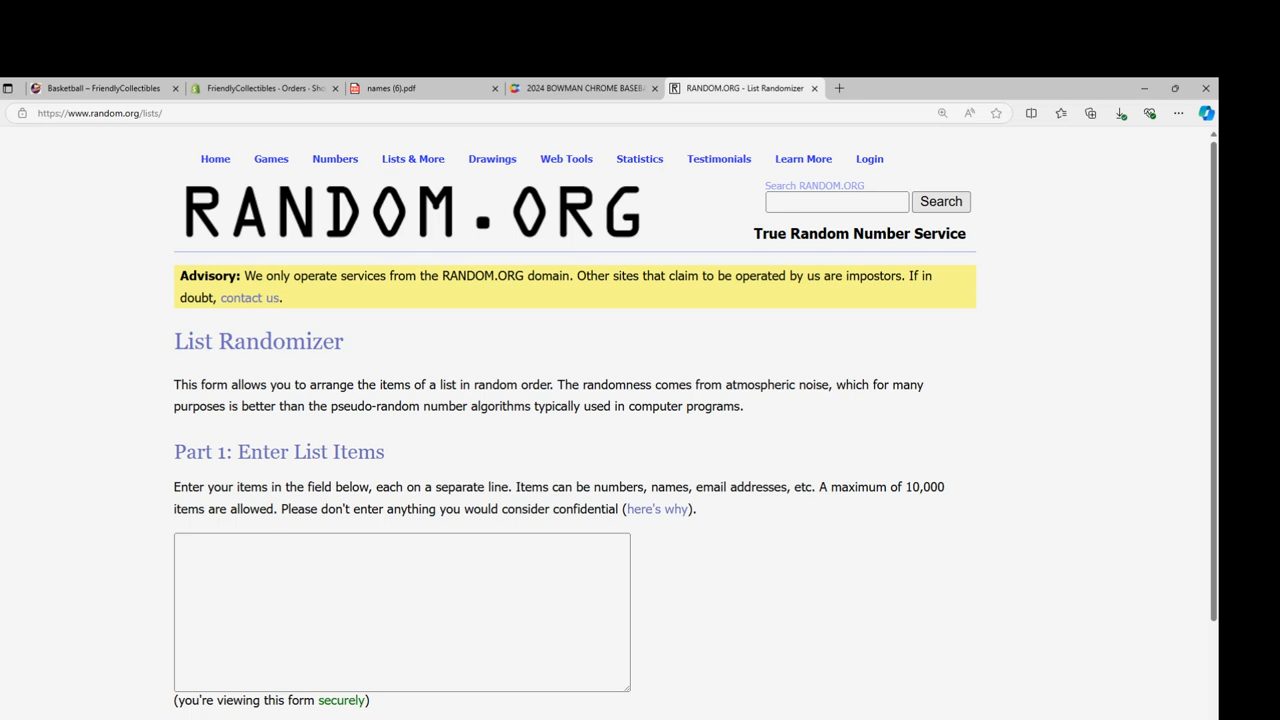 Basketball – FriendlyCollectibles
FriendlyCollectibles · Orders · Sho
names (6).pdf
2024 BOWMAN CHROME BASEBA
RANDOM.ORG - List Randomizer
https://www.random.org/lists/
Home Games Numbers Lists & More Drawings Web Tools Statistics Testimonials Learn More Login
RANDOM.ORG
Search RANDOM.ORG
Search
True Random Number Service
Advisory: We only operate services from the RANDOM.ORG domain. Other sites that claim to be operated by us are impostors. If in
doubt, contact us.
List Randomizer
This form allows you to arrange the items of a list in random order. The randomness comes from atmospheric noise, which for many
purposes is better than the pseudo-random number algorithms typically used in computer programs.
Part 1: Enter List Items
Enter your items in the field below, each on a separate line. Items can be numbers, names, email addresses, etc. A maximum of 10,000
items are allowed. Please don't enter anything you would consider confidential (here's why).
(you're viewing this form securely)